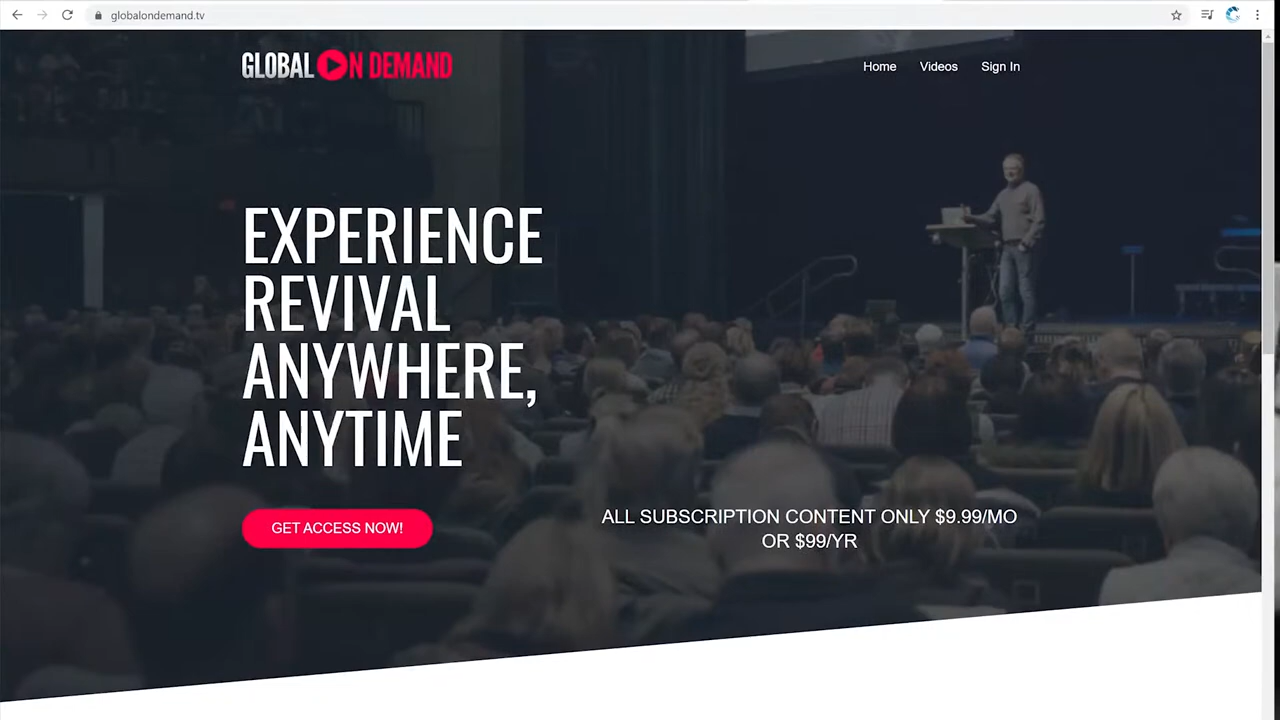 globalondemand.tv
GLOBAL ON DEMAND
Home Videos Sign In
EXPERIENCE
REVIVAL
ANYWHERE,
ANYTIME
GET ACCESS NOW!
ALL SUBSCRIPTION CONTENT ONLY $9.99/MO
OR $99/YR